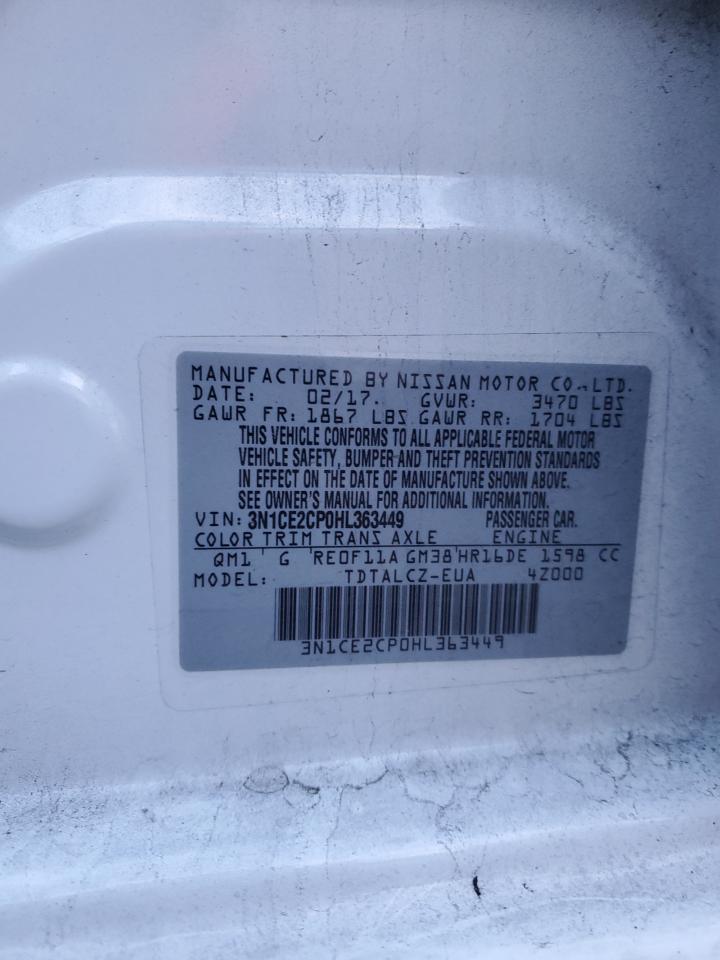 MANUFACTURED BY NISSAN MOTOR CO., LTD.
DATE: 02/17. GVWR: 3470 LBS
GAWR FR: 1867 LBS GAWR RR: 1704 LBS
THIS VEHICLE CONFORMS TO ALL APPLICABLE FEDERAL MOTOR
VEHICLE SAFETY, BUMPER AND THEFT PREVENTION STANDARDS
IN EFFECT ON THE DATE OF MANUFACTURE SHOWN ABOVE.
SEE OWNER'S MANUAL FOR ADDITIONAL INFORMATION.
VIN: 3N1CE2CP0HL363449 PASSENGER CAR.
COLOR TRIM TRANS AXLE ENGINE
QM1 G RE0F11A GM38 HR16DE 1598 CC
MODEL: TDTALCZ-EUA 4Z000
3N1CE2CP0HL363449